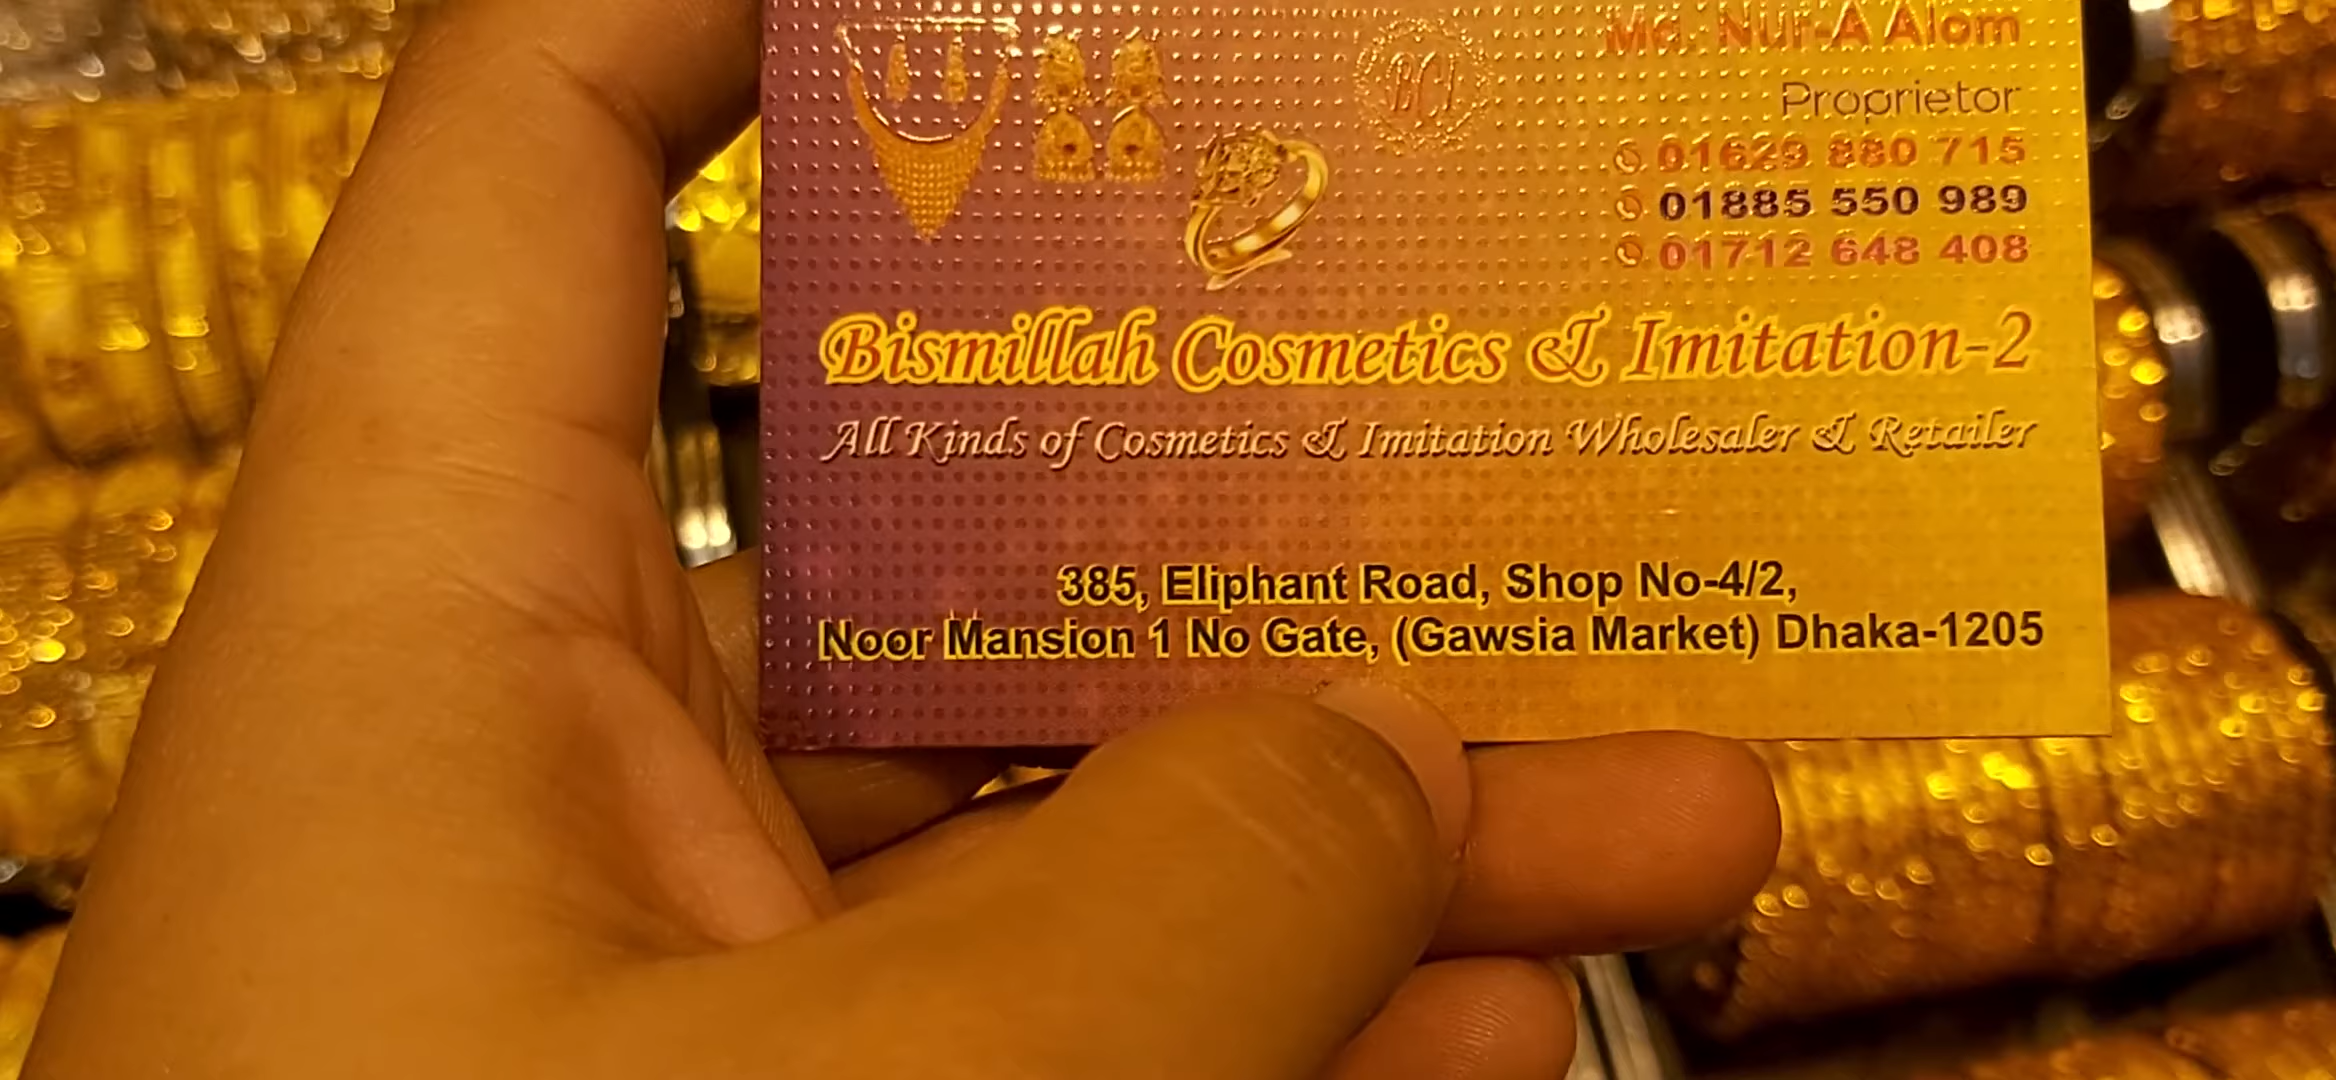 BCI
Md. Nur-A Alom
Proprietor
01629 880 715
01885 550 989
01712 648 408
Bismillah Cosmetics & Imitation-2
All Kinds of Cosmetics & Imitation Wholesaler & Retailer
385, Eliphant Road, Shop No-4/2,
Noor Mansion 1 No Gate, (Gawsia Market) Dhaka-1205